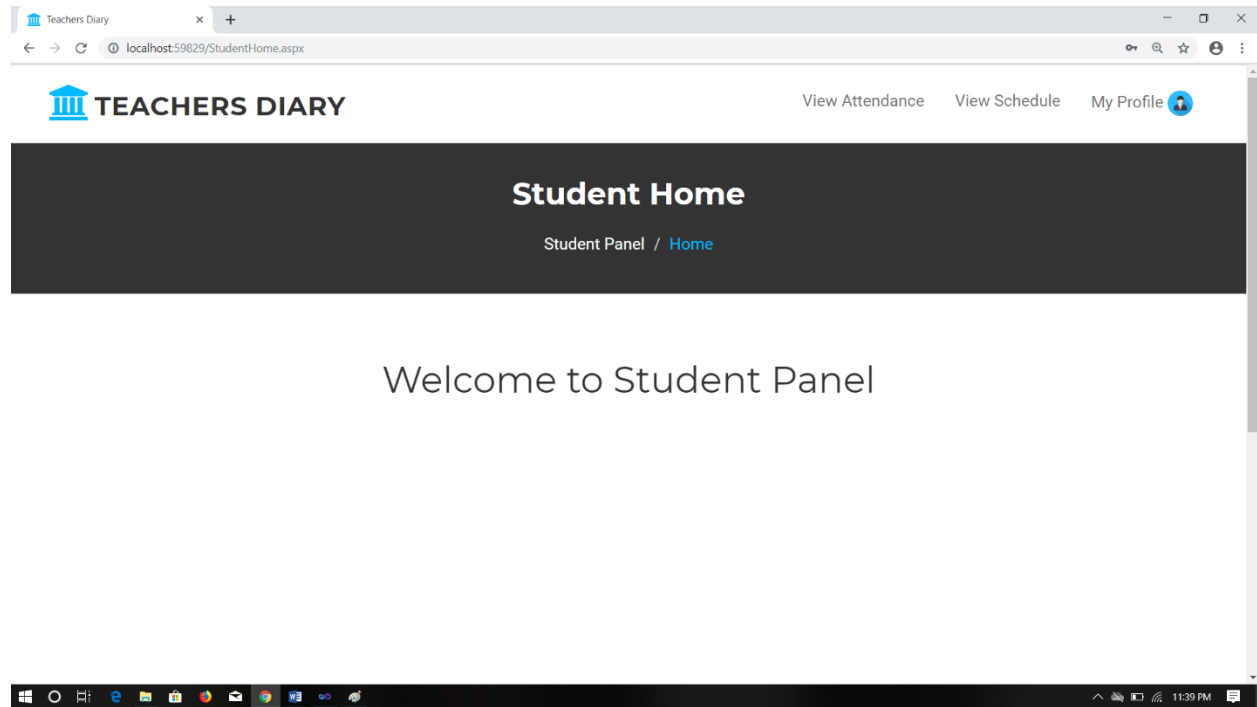 Teachers Diary
localhost:59829/StudentHome.aspx
TEACHERS DIARY
View Attendance View Schedule My Profile
Student Home
Student Panel / Home
Welcome to Student Panel
11:39 PM